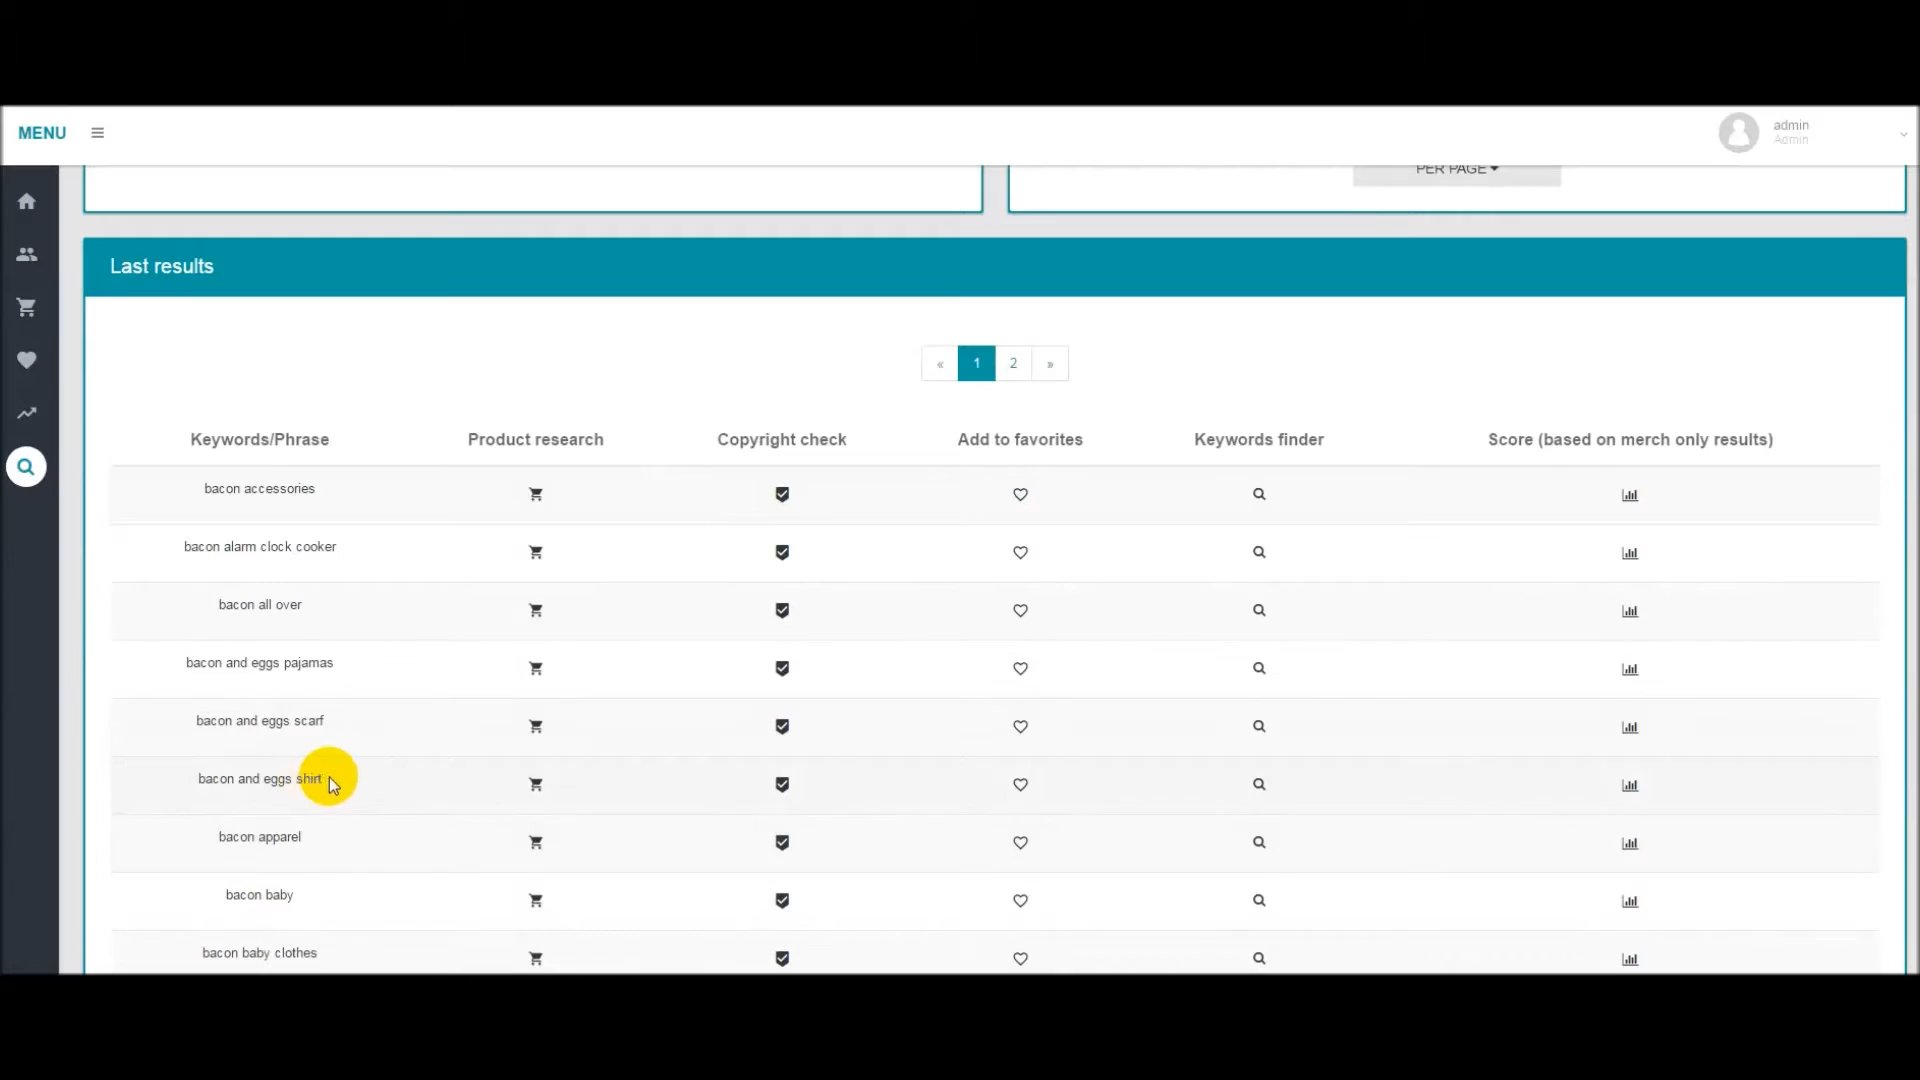 MENU
admin
Admin
PER PAGE
Last results
« 1 2 »
Keywords/Phrase Product research Copyright check Add to favorites Keywords finder Score (based on merch only results)
bacon accessories
bacon alarm clock cooker
bacon all over
bacon and eggs pajamas
bacon and eggs scarf
bacon and eggs shirt
bacon apparel
bacon baby
bacon baby clothes